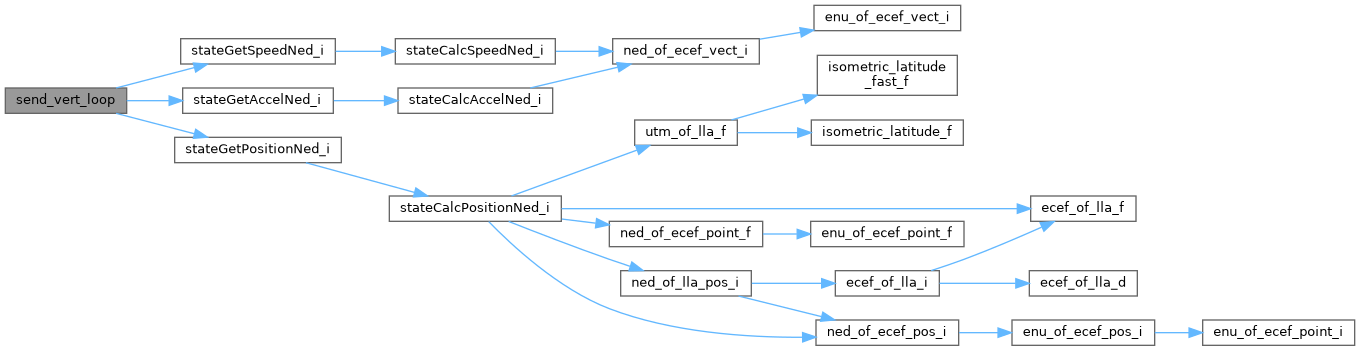 enu_of_ecef_vect_i
stateGetSpeedNed_i
stateCalcSpeedNed_i
ned_of_ecef_vect_i
isometric_latitude
_fast_f
send_vert_loop
stateGetAccelNed_i
stateCalcAccelNed_i
utm_of_lla_f
isometric_latitude_f
stateGetPositionNed_i
stateCalcPositionNed_i
ecef_of_lla_f
ned_of_ecef_point_f
enu_of_ecef_point_f
ned_of_lla_pos_i
ecef_of_lla_i
ecef_of_lla_d
ned_of_ecef_pos_i
enu_of_ecef_pos_i
enu_of_ecef_point_i